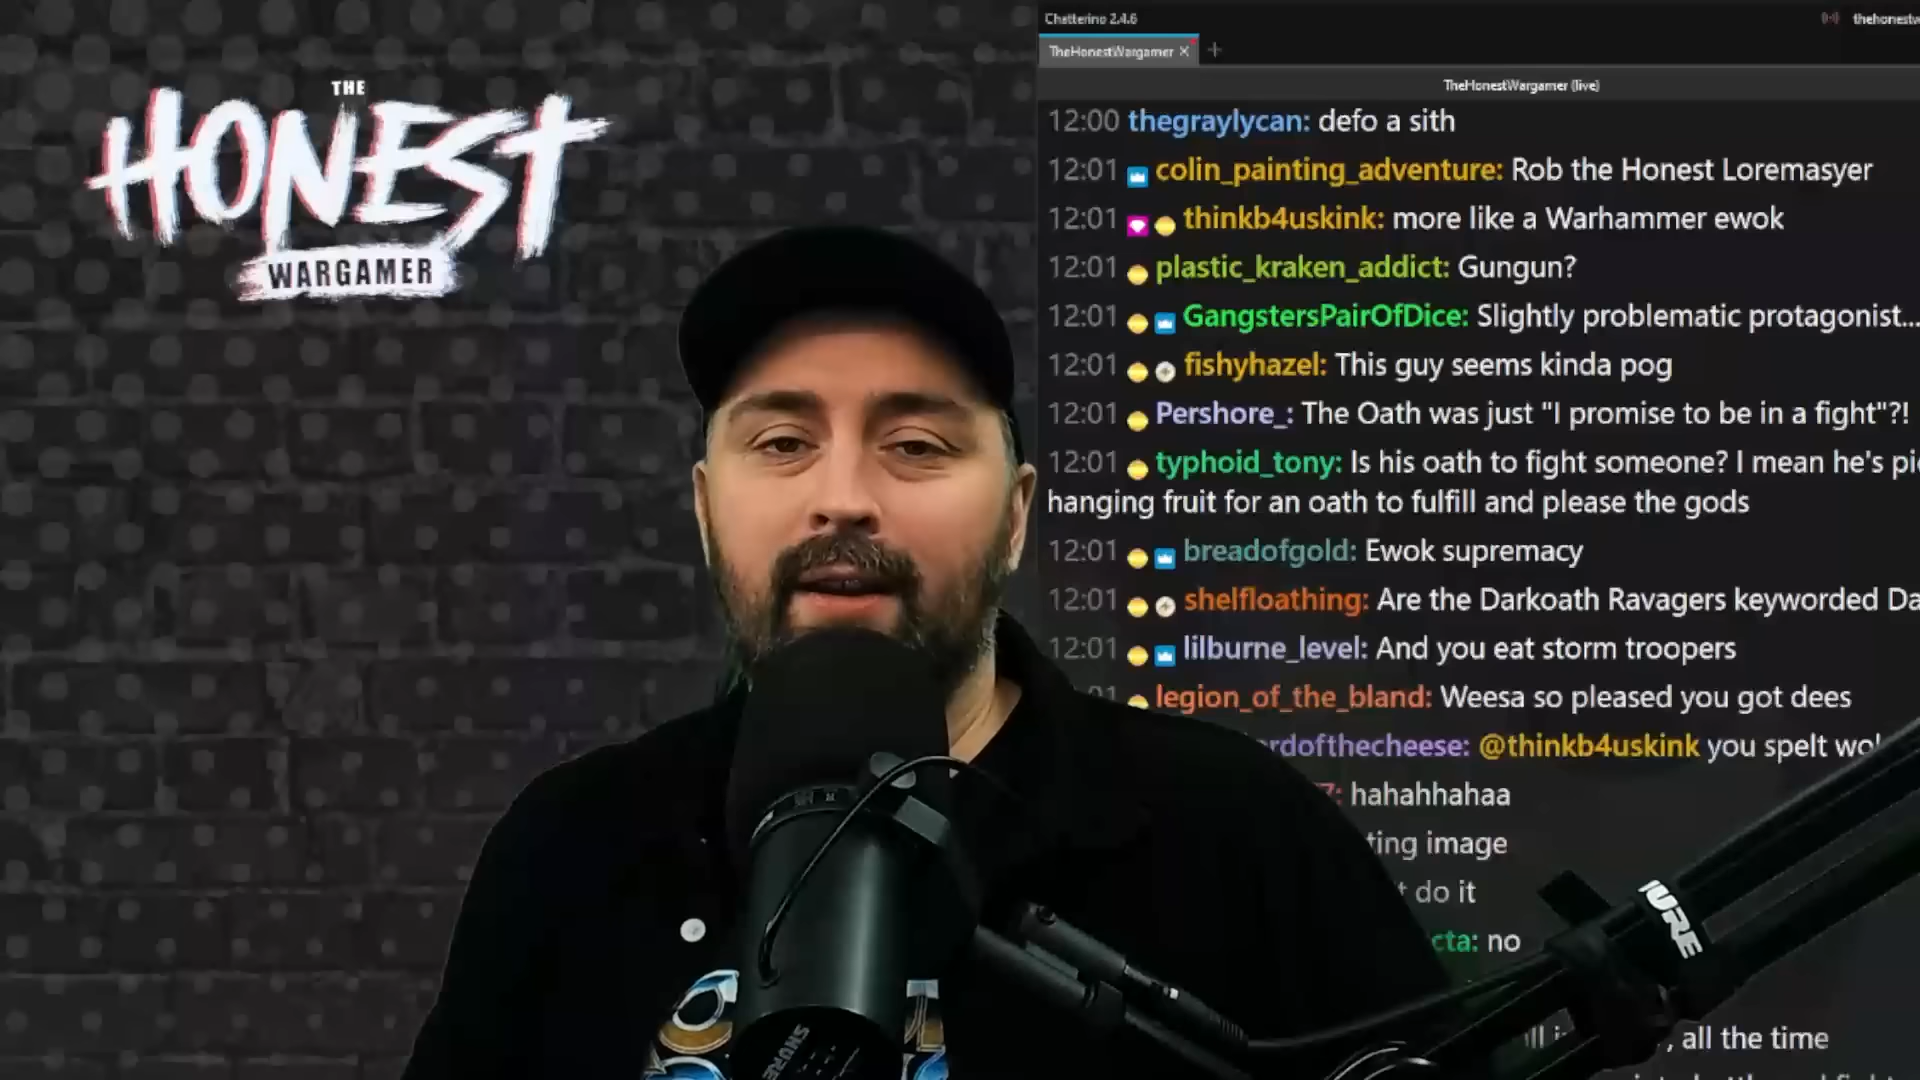 THE
HONEST
WARGAMER
Chatterino 2.4.6
TheHonestWargamer
TheHonestWargamer (live)
12:00 thegraylycan: defo a sith
12:01 colin_painting_adventure: Rob the Honest Loremasyer
12:01 thinkb4uskink: more like a Warhammer ewok
12:01 plastic_kraken_addict: Gungun?
12:01 GangstersPairOfDice: Slightly problematic protagonist...
12:01 fishyhazel: This guy seems kinda pog
12:01 Pershore_: The Oath was just "I promise to be in a fight"?!
12:01 typhoid_tony: Is his oath to fight someone? I mean he's
hanging fruit for an oath to fulfill and please the gods
12:01 breadofgold: Ewok supremacy
12:01 shelfloathing: Are the Darkoath Ravagers keyworded
12:01 lilburne_level: And you eat storm troopers
legion_of_the_bland: Weesa so pleased you got dees
rdofthecheese: @thinkb4uskink you spelt
hahahhahaa
ting image
do it
cta: no
, all the time
SHURE